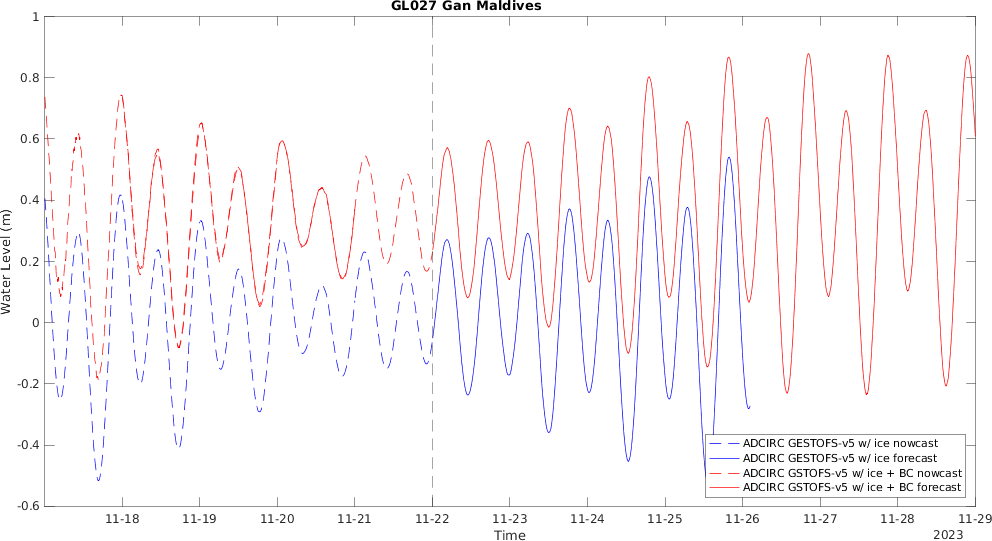 GL027 Gan Maldives
Water Level (m)
1
0.8
0.6
0.4
0.2
0
-0.2
-0.4
-0.6
ADCIRC GESTOFS-v5 w/ ice nowcast
ADCIRC GESTOFS-v5 w/ ice forecast
ADCIRC GSTOFS-v5 w/ ice + BC nowcast
ADCIRC GSTOFS-v5 w/ ice + BC forecast
11-18 11-19 11-20 11-21 11-22 11-23 11-24 11-25 11-26 11-27 11-28 11-29
Time
2023